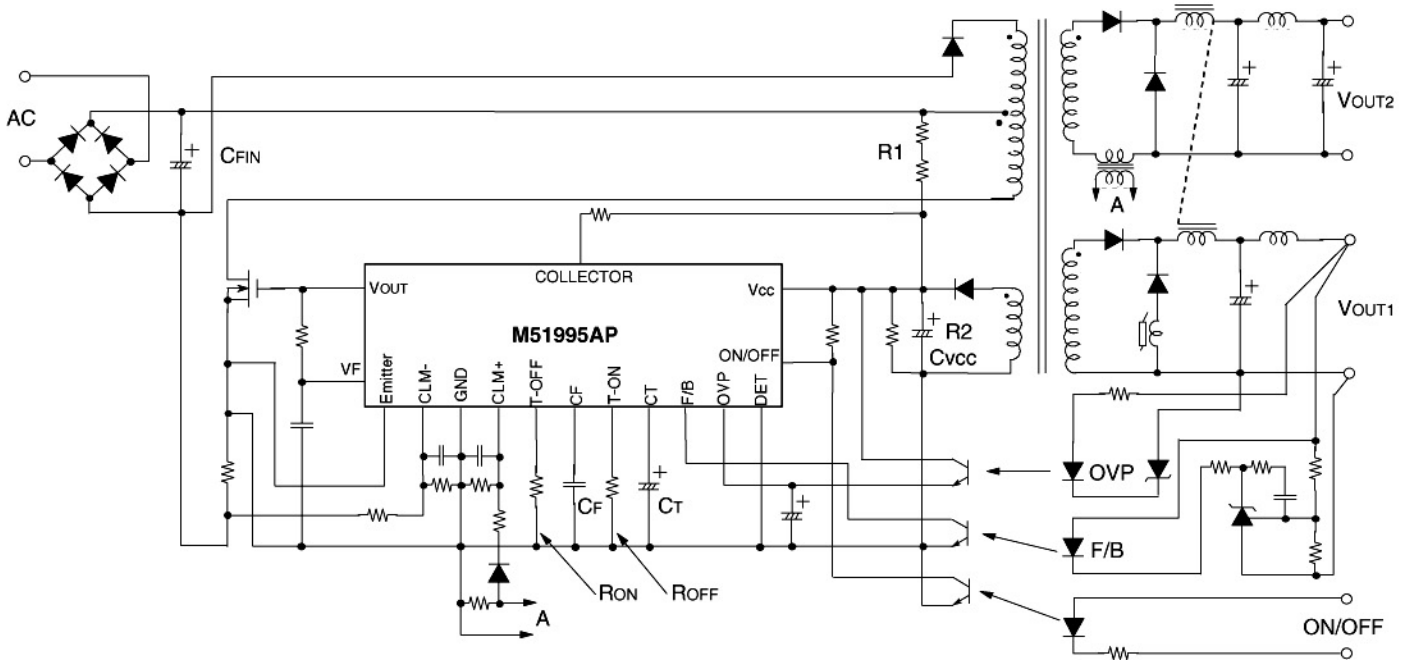 AC
+
CFIN
R1
+
+
VOUT2
A
COLLECTOR
VOUT
Vcc
M51995AP
ON/OFF
VF
Emitter
CLM-
GND
CLM+
T-OFF
CF
T-ON
CT
F/B
OVP
DET
+
R2
CVCC
+
VOUT1
CF
+
CT
+
OVP
F/B
RON
ROFF
A
ON/OFF